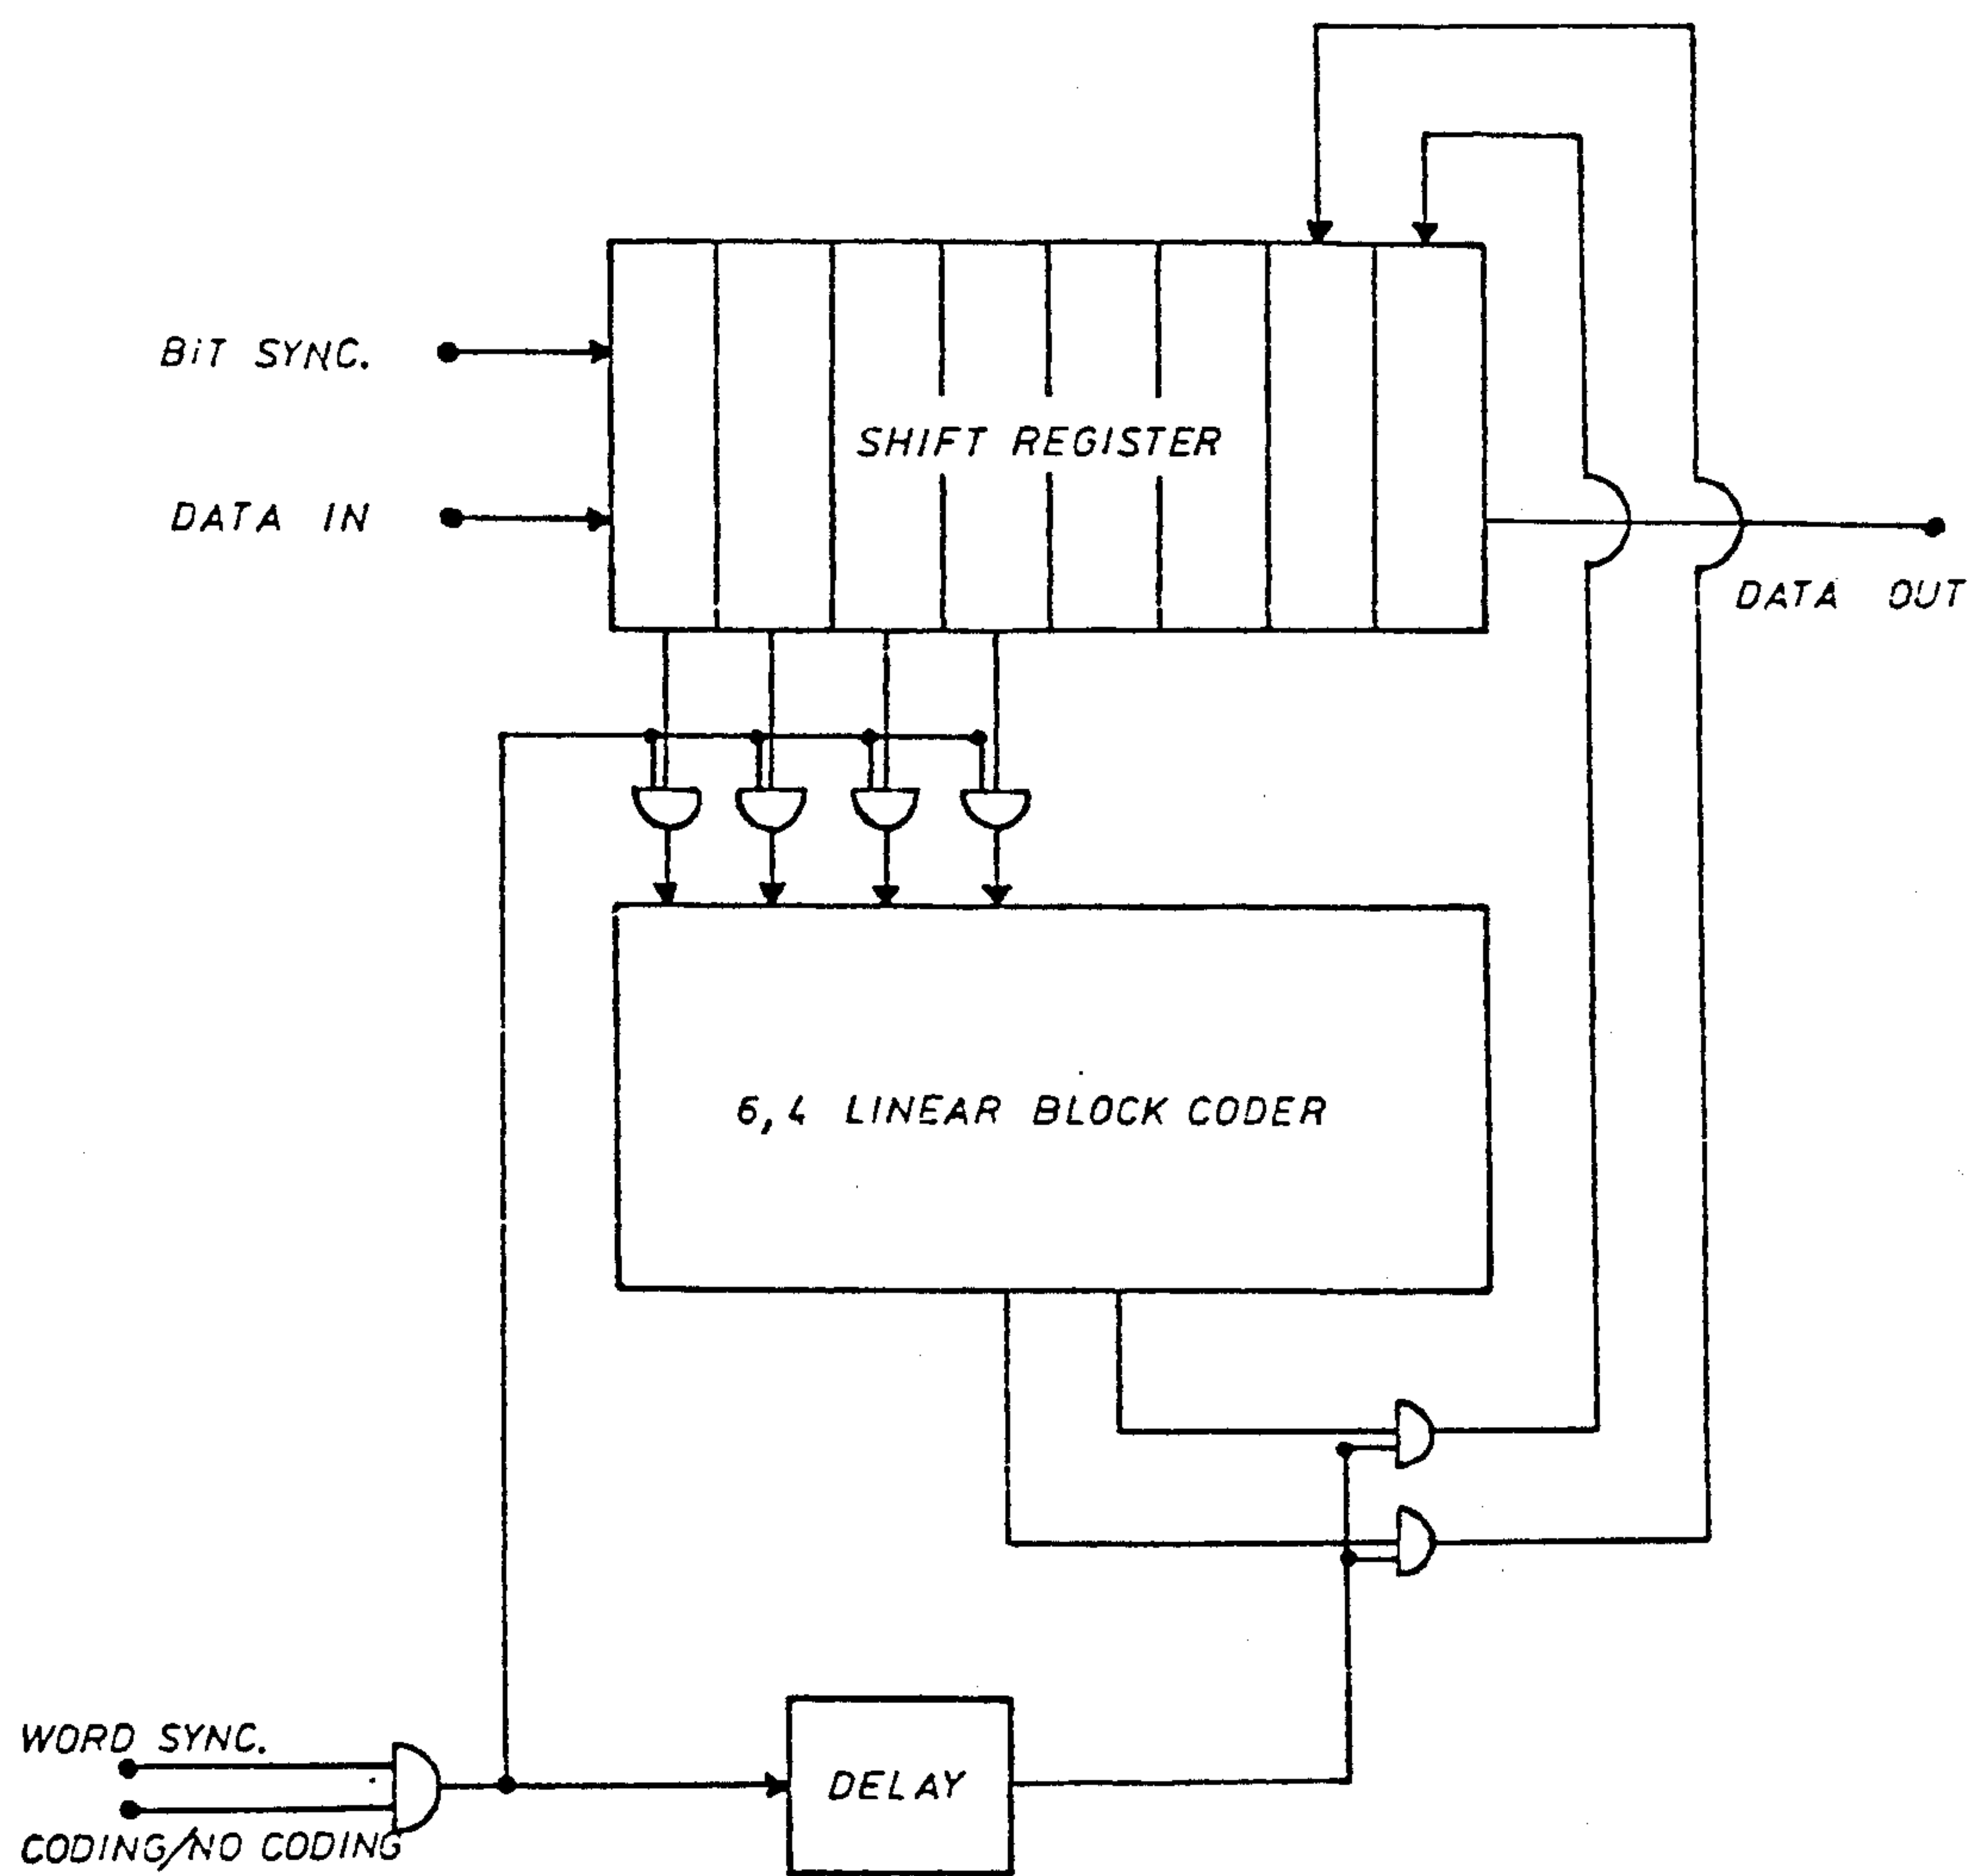 BiT SYNC.
SHIFT REGISTER
DATA IN
DATA OUT
6,4 LINEAR BLOCK CODER
WORD SYNC.
DELAY
CODING/NO CODING